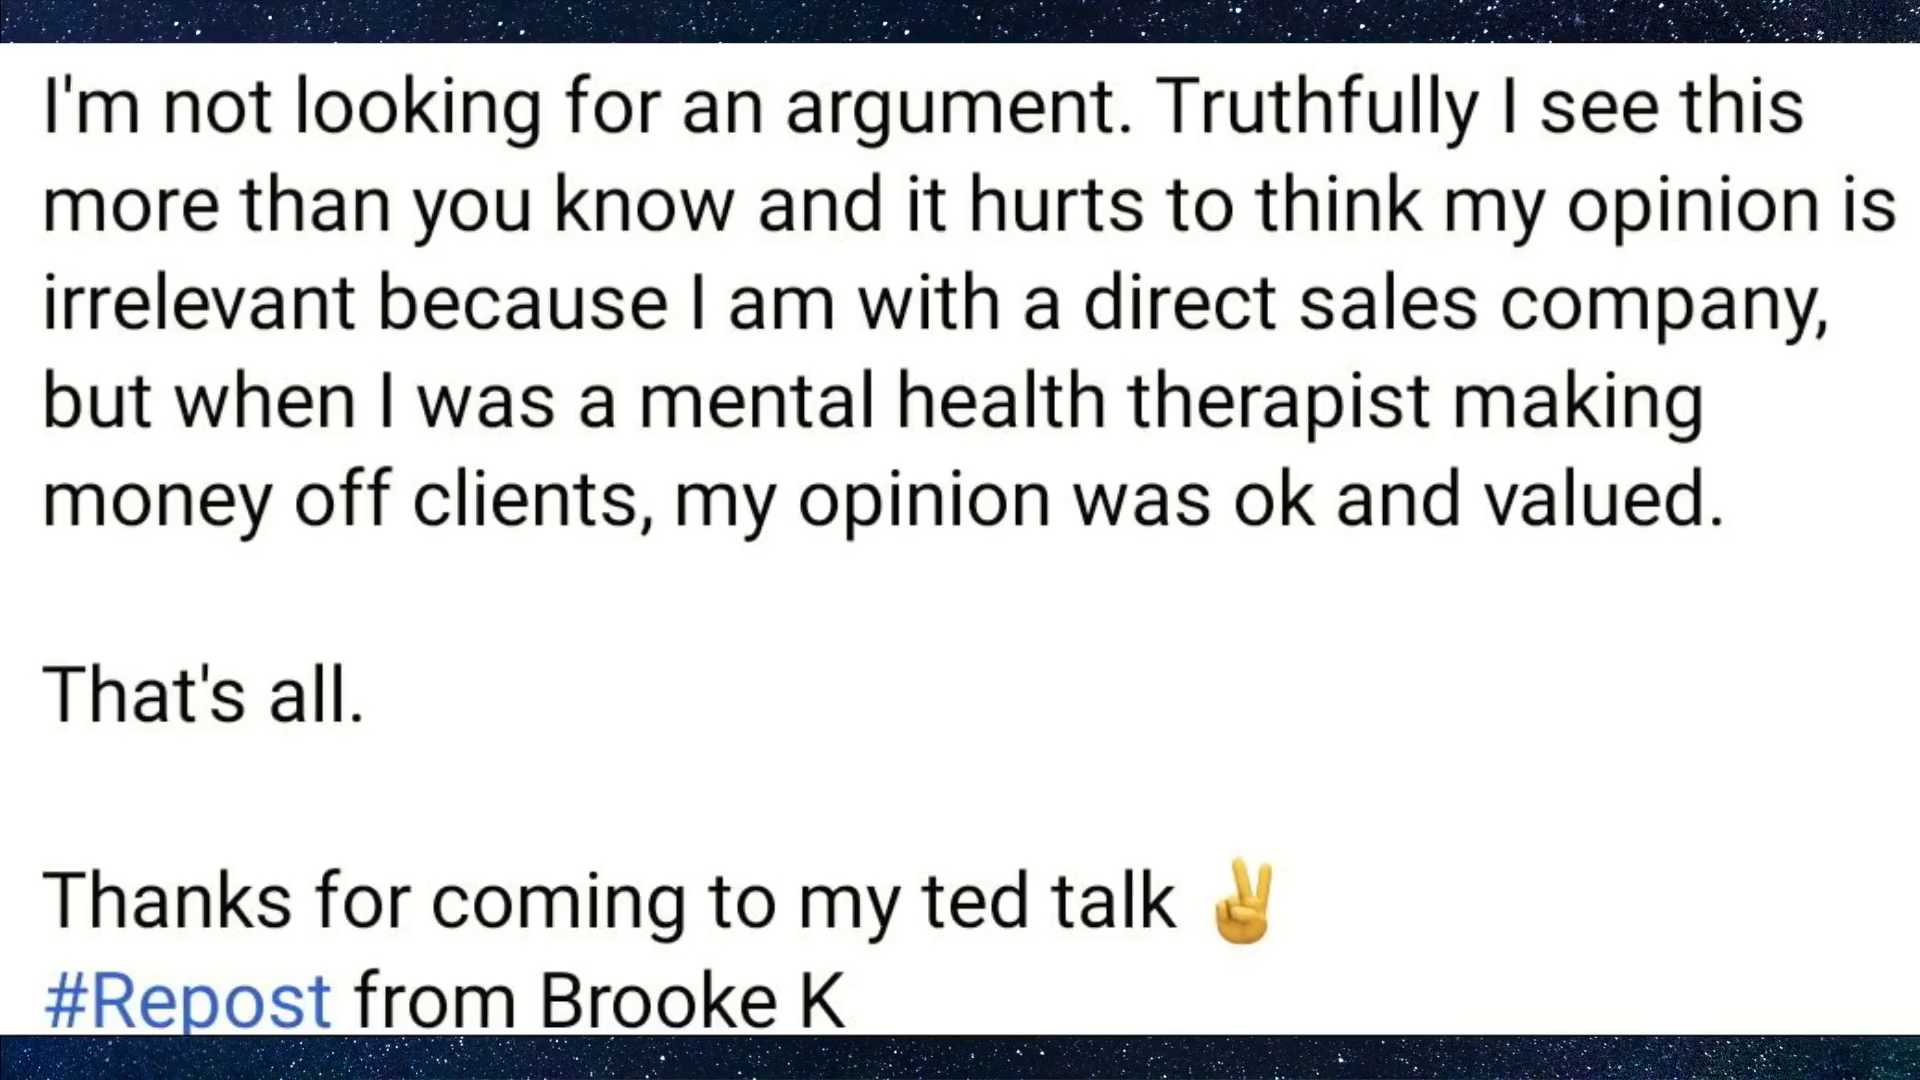 I'm not looking for an argument. Truthfully I see this
more than you know and it hurts to think my opinion is
irrelevant because I am with a direct sales company,
but when I was a mental health therapist making
money off clients, my opinion was ok and valued.
That's all.
Thanks for coming to my ted talk ✌️
#Repost from Brooke K